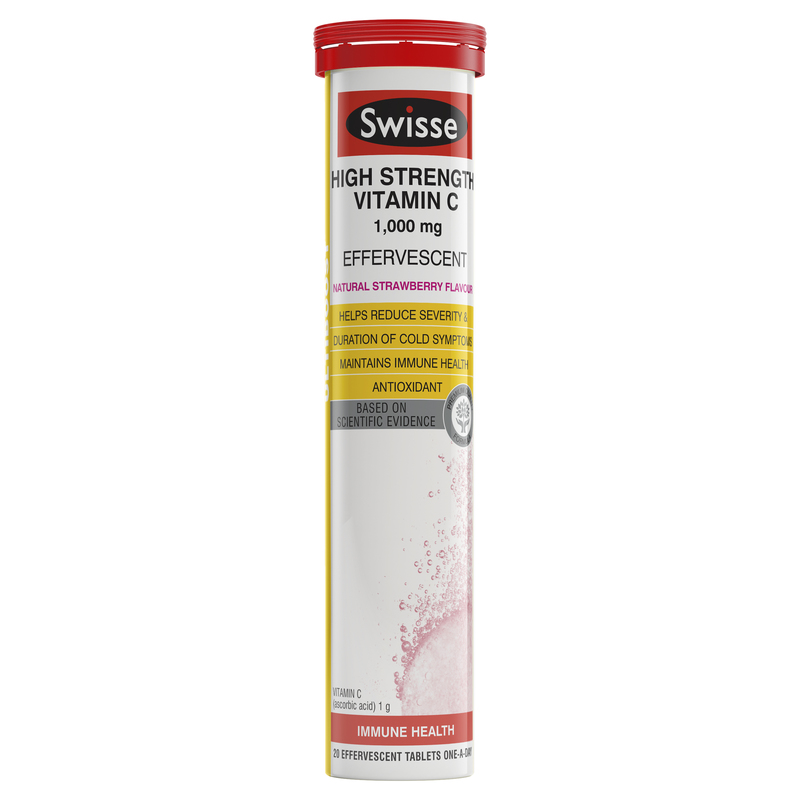 Swisse
HIGH STRENGTH
VITAMIN C
1,000 mg
EFFERVESCENT
NATURAL STRAWBERRY FLAVOUR
HELPS REDUCE SEVERITY &
DURATION OF COLD SYMPTOMS
MAINTAINS IMMUNE HEALTH
ANTIOXIDANT
BASED ON
SCIENTIFIC EVIDENCE
VITAMIN C
(ascorbic acid) 1 g
IMMUNE HEALTH
20 EFFERVESCENT TABLETS ONE-A-DAY